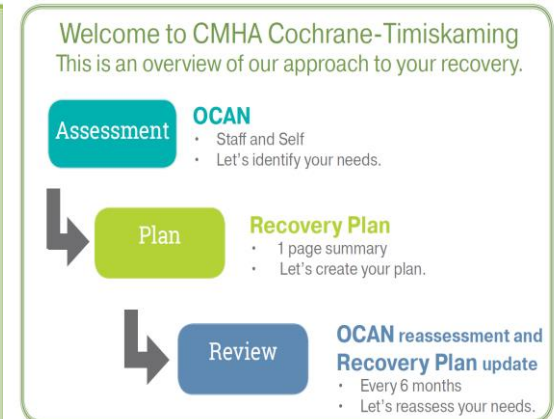 Welcome to CMHA Cochrane-Timiskaming
This is an overview of our approach to your recovery.
Assessment
OCAN
• Staff and Self
• Let's identify your needs.
Plan
Recovery Plan
• 1 page summary
• Let's create your plan.
Review
OCAN reassessment and
Recovery Plan update
• Every 6 months
• Let's reassess your needs.